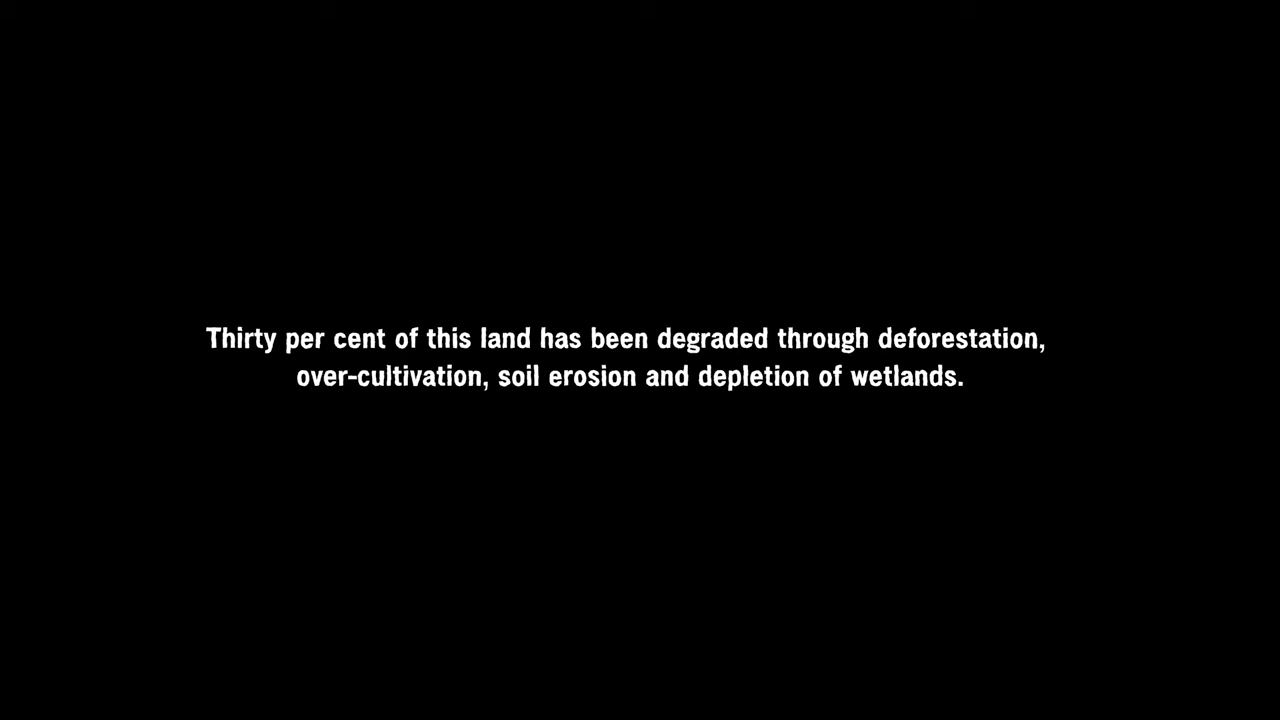 Thirty per cent of this land has been degraded through deforestation,
over-cultivation, soil erosion and depletion of wetlands.